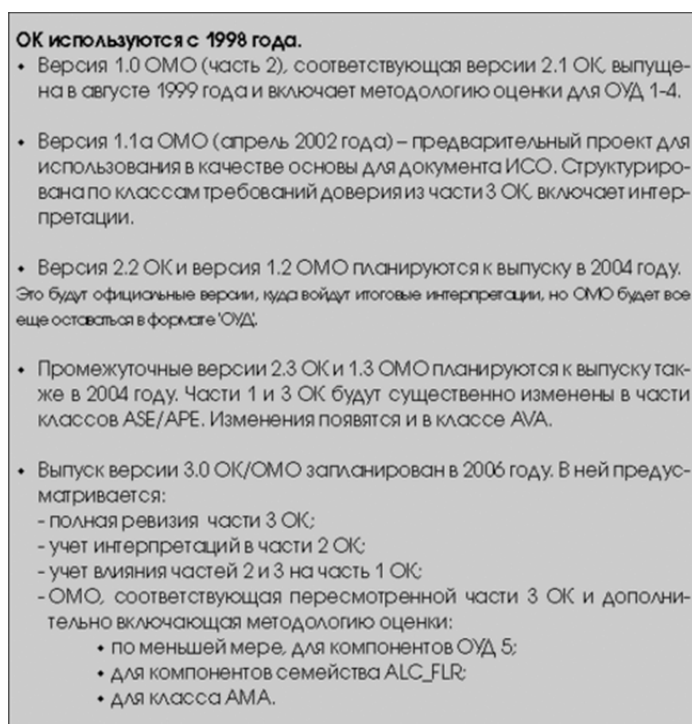 ОК используются с 1998 года.
• Версия 1.0 ОМО (часть 2), соответствующая версии 2.1 ОК, выпуще-
на в августе 1999 года и включает методологию оценки для ОУД 1-4.
• Версия 1.1а ОМО (апрель 2002 года) – предварительный проект для
использования в качестве основы для документа ИСО. Структуриро-
вана по классам требований доверия из части 3 ОК, включает интер-
претации.
• Версия 2.2 ОК и версия 1.2 ОМО планируются к выпуску в 2004 году.
Это будут официальные версии, куда войдут итоговые интерпретации, но ОМО будет все
еще оставаться в формате 'ОУД'.
• Промежуточные версии 2.3 ОК и 1.3 ОМО планируются к выпуску так-
же в 2004 году. Части 1 и 3 ОК будут существенно изменены в части
классов ASE/APE. Изменения появятся и в классе AVA.
• Выпуск версии 3.0 ОК/ОМО запланирован в 2006 году. В ней предус-
матривается:
- полная ревизия части 3 ОК;
- учет интерпретаций в части 2 ОК;
- учет влияния частей 2 и 3 на часть 1 ОК;
- ОМО, соответствующая пересмотренной части 3 ОК и дополни-
тельно включающая методологию оценки:
• по меньшей мере, для компонентов ОУД 5;
• для компонентов семейства ALC_FLR;
• для класса AMA.